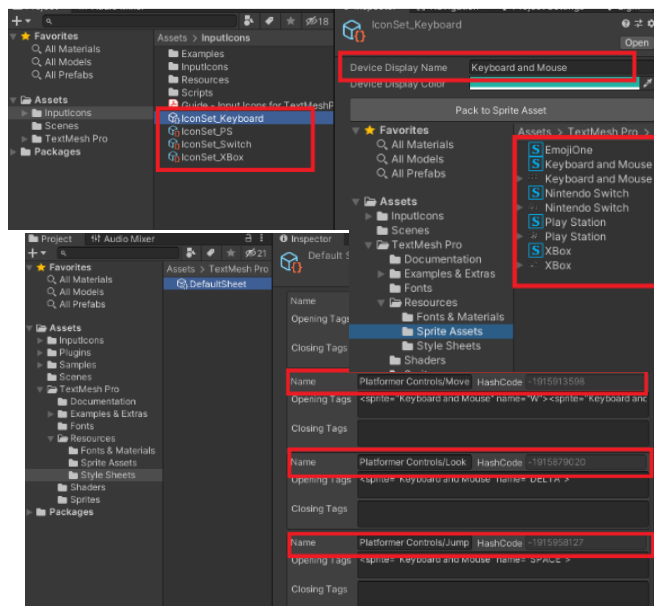 Project
Audio Mixer
18
Favorites
All Materials
All Models
All Prefabs
Assets
InputIcons
Scenes
TextMesh Pro
Packages
Assets > InputIcons
Examples
InputIcons
Resources
Scripts
Guide - Input Icons for TextMeshP
IconSet_Keyboard
IconSet_PS
IconSet_Switch
IconSet_XBox
IconSet_Keyboard
Open
Device Display Name Keyboard and Mouse
Device Display Color
Pack to Sprite Asset
Favorites
All Materials
All Models
All Prefabs
Assets
InputIcons
Scenes
TextMesh Pro
Documentation
Examples & Extras
Fonts
Resources
Fonts & Materials
Sprite Assets
Style Sheets
Shaders
Assets > TextMesh Pro >
EmojiOne
Keyboard and Mouse
Keyboard and Mouse
Nintendo Switch
Nintendo Switch
Play Station
Play Station
XBox
XBox
Project
Audio Mixer
21
Favorites
All Materials
All Models
All Prefabs
Assets
InputIcons
Plugins
Samples
Scenes
TextMesh Pro
Documentation
Examples & Extras
Fonts
Resources
Fonts & Materials
Sprite Assets
Style Sheets
Shaders
Sprites
Packages
Assets > TextMesh Pro
DefaultSheet
Inspector
Default S
Name
Opening Tags
Closing Tags
Name Platformer Controls/Move HashCode -1915913598
Opening Tags <sprite="Keyboard and Mouse" name="W"><sprite="Keyboard and
Closing Tags
Name Platformer Controls/Look HashCode -1915879020
Opening Tags <sprite="Keyboard and Mouse" name="DELTA">
Closing Tags
Name Platformer Controls/Jump HashCode -1915958127
Opening Tags <sprite="Keyboard and Mouse" name="SPACE">
Closing Tags